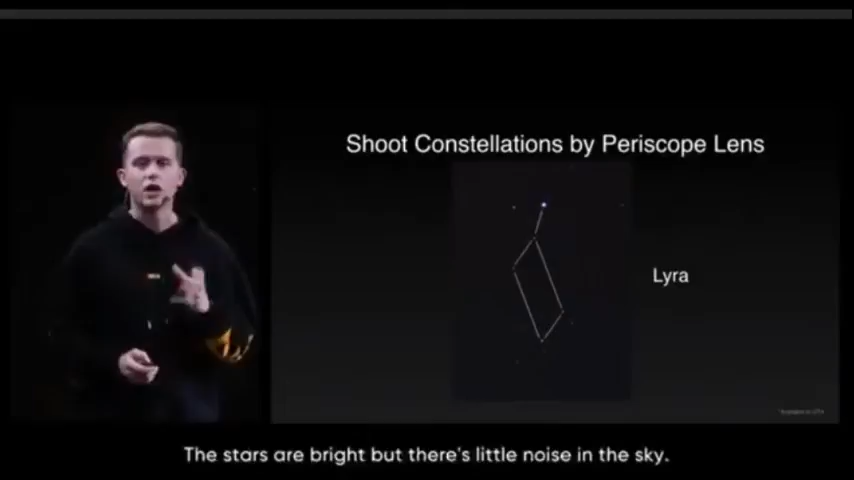 Shoot Constellations by Periscope Lens
Lyra
The stars are bright but there's little noise in the sky.